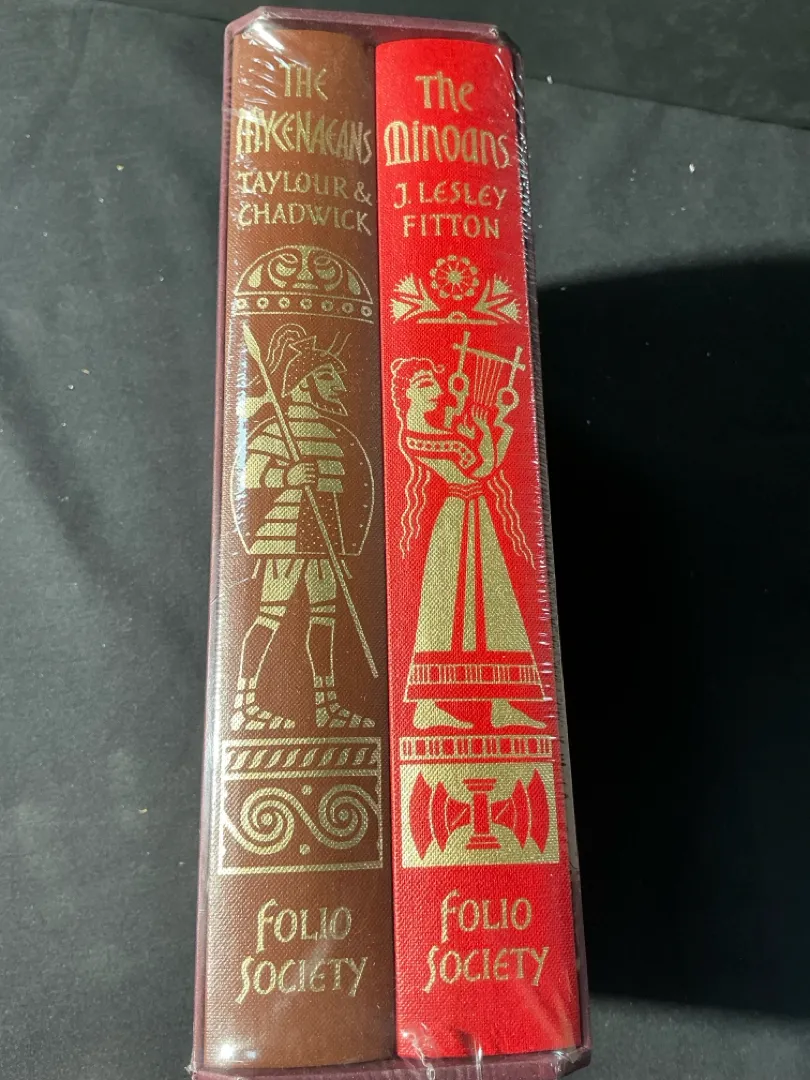 THE
MYCENAEANS
TAYLOUR &
CHADWICK
FOLIO
SOCIETY
The
Minoans
J. LESLEY
FITTON
FOLIO
SOCIETY